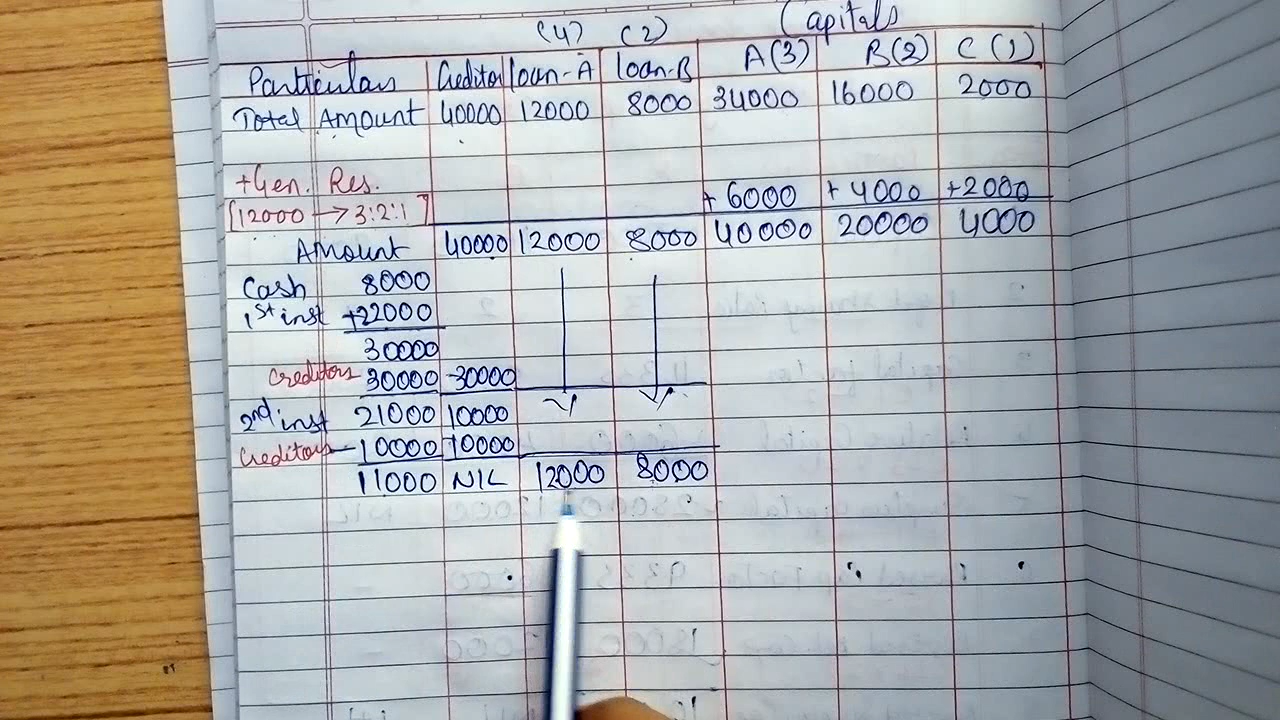 (4) (2) Capitals
Particulars Creditor loan-A loan-B A (3) B (2) C (1)
Total Amount 40000 12000 8000 34000 16000 2000
+Gen. Res. +6000 +4000 +2000
[12000 → 3:2:1]
Amount 40000 12000 8000 40000 20000 4000
Cash 8000
1st inst +22000
30000
Creditors 30000 -30000
2nd inst 21000 10000
Creditors -10000 10000
11000 NIL 12000 8000